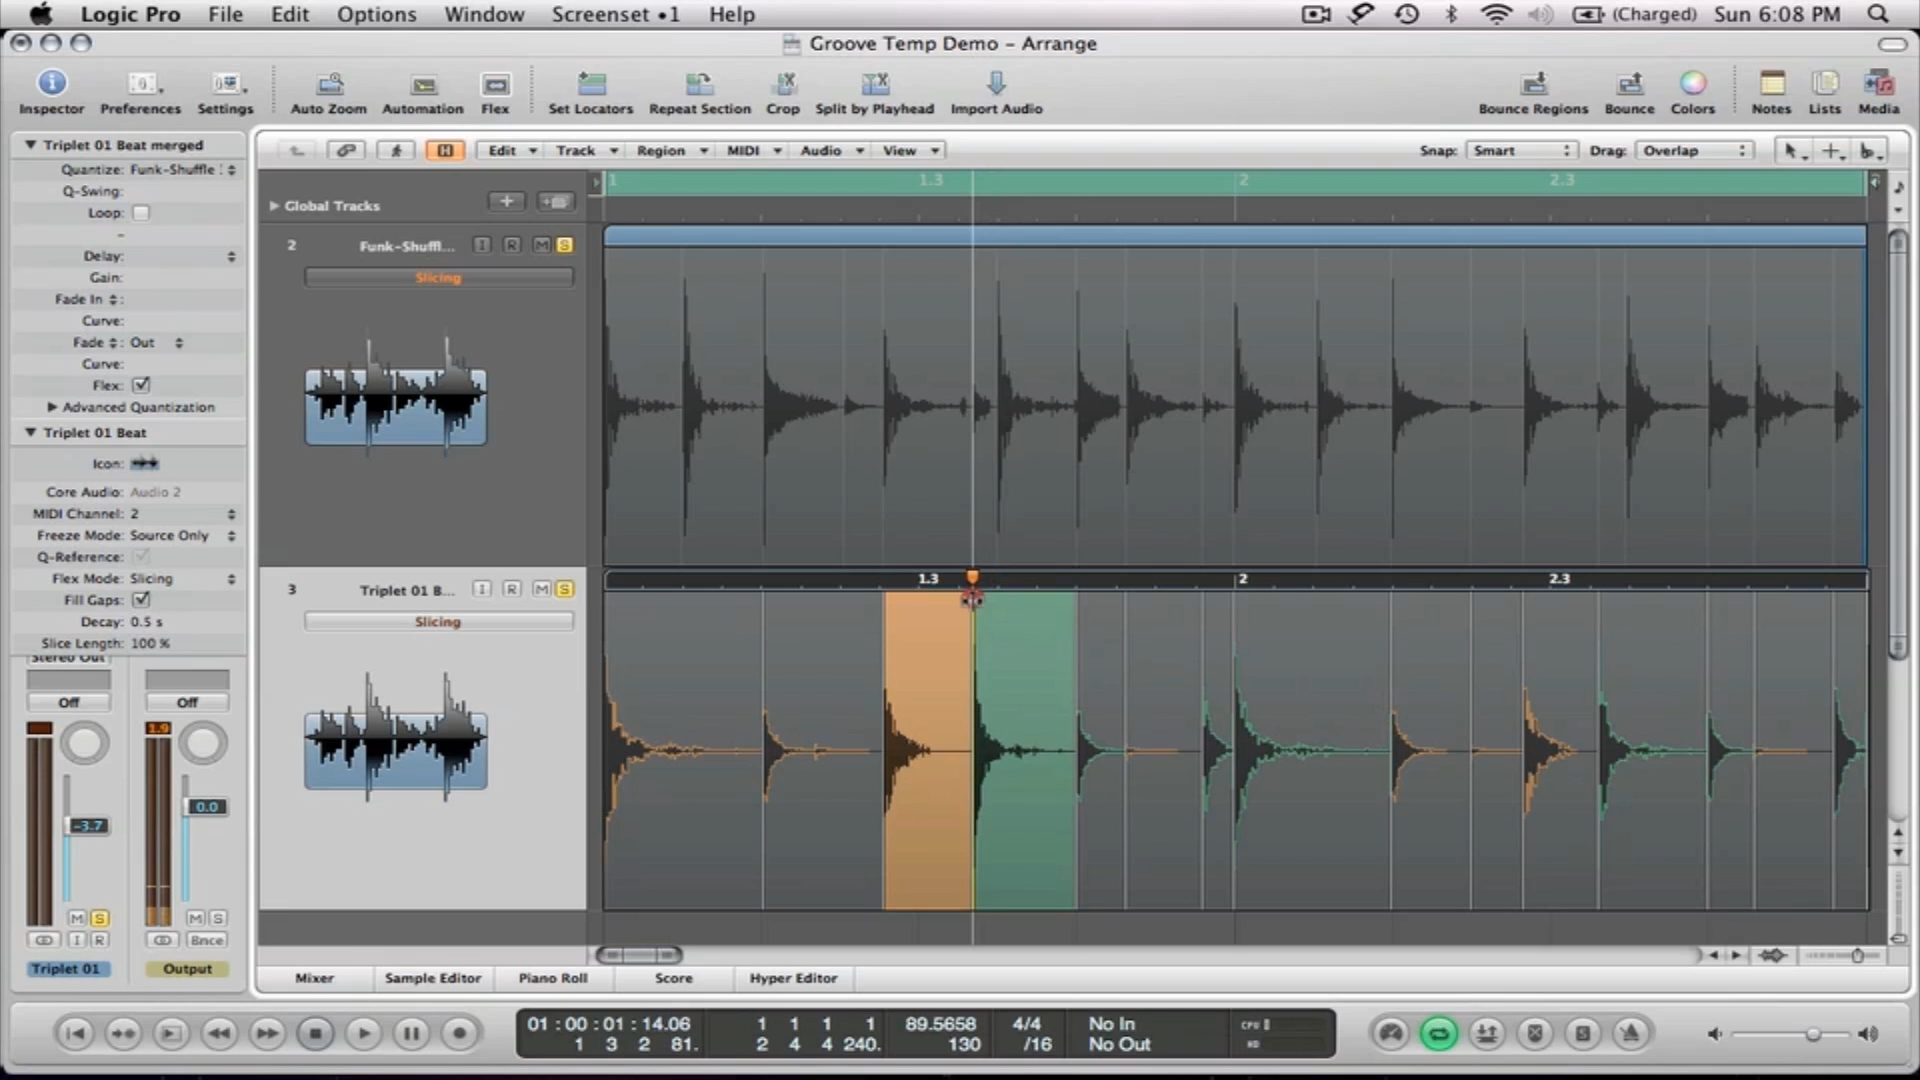 Logic Pro File Edit Options Window Screenset •1 Help (Charged) Sun 6:08 PM
Groove Temp Demo – Arrange
Inspector Preferences Settings Auto Zoom Automation Flex Set Locators Repeat Section Crop Split by Playhead Import Audio Bounce Regions Bounce Colors Notes Lists Media
Triplet 01 Beat merged
Quantize: Funk-Shuffle
Q-Swing:
Loop:
-
Delay:
Gain:
Fade In :
Curve:
Fade : Out
Curve:
Flex:
Advanced Quantization
Triplet 01 Beat
Icon:
Core Audio: Audio 2
MIDI Channel: 2
Freeze Mode: Source Only
Q-Reference:
Flex Mode: Slicing
Fill Gaps:
Decay: 0.5 s
Slice Length: 100 %
Stereo Out
Off Off
1.9
-3.7 0.0
M S M S
I R Bnce
Triplet 01 Output
H Edit Track Region MIDI Audio View Snap: Smart Drag: Overlap
1 1.3 2 2.3
Global Tracks
2 Funk-Shuffl... I R M S
Slicing
1.3 2 2.3
3 Triplet 01 B... I R M S
Slicing
Mixer Sample Editor Piano Roll Score Hyper Editor
01 : 00 : 01 : 14.06 1 1 1 1 89.5658 4/4 No In CPU
1 3 2 81. 2 4 4 240. 130 /16 No Out HD
S